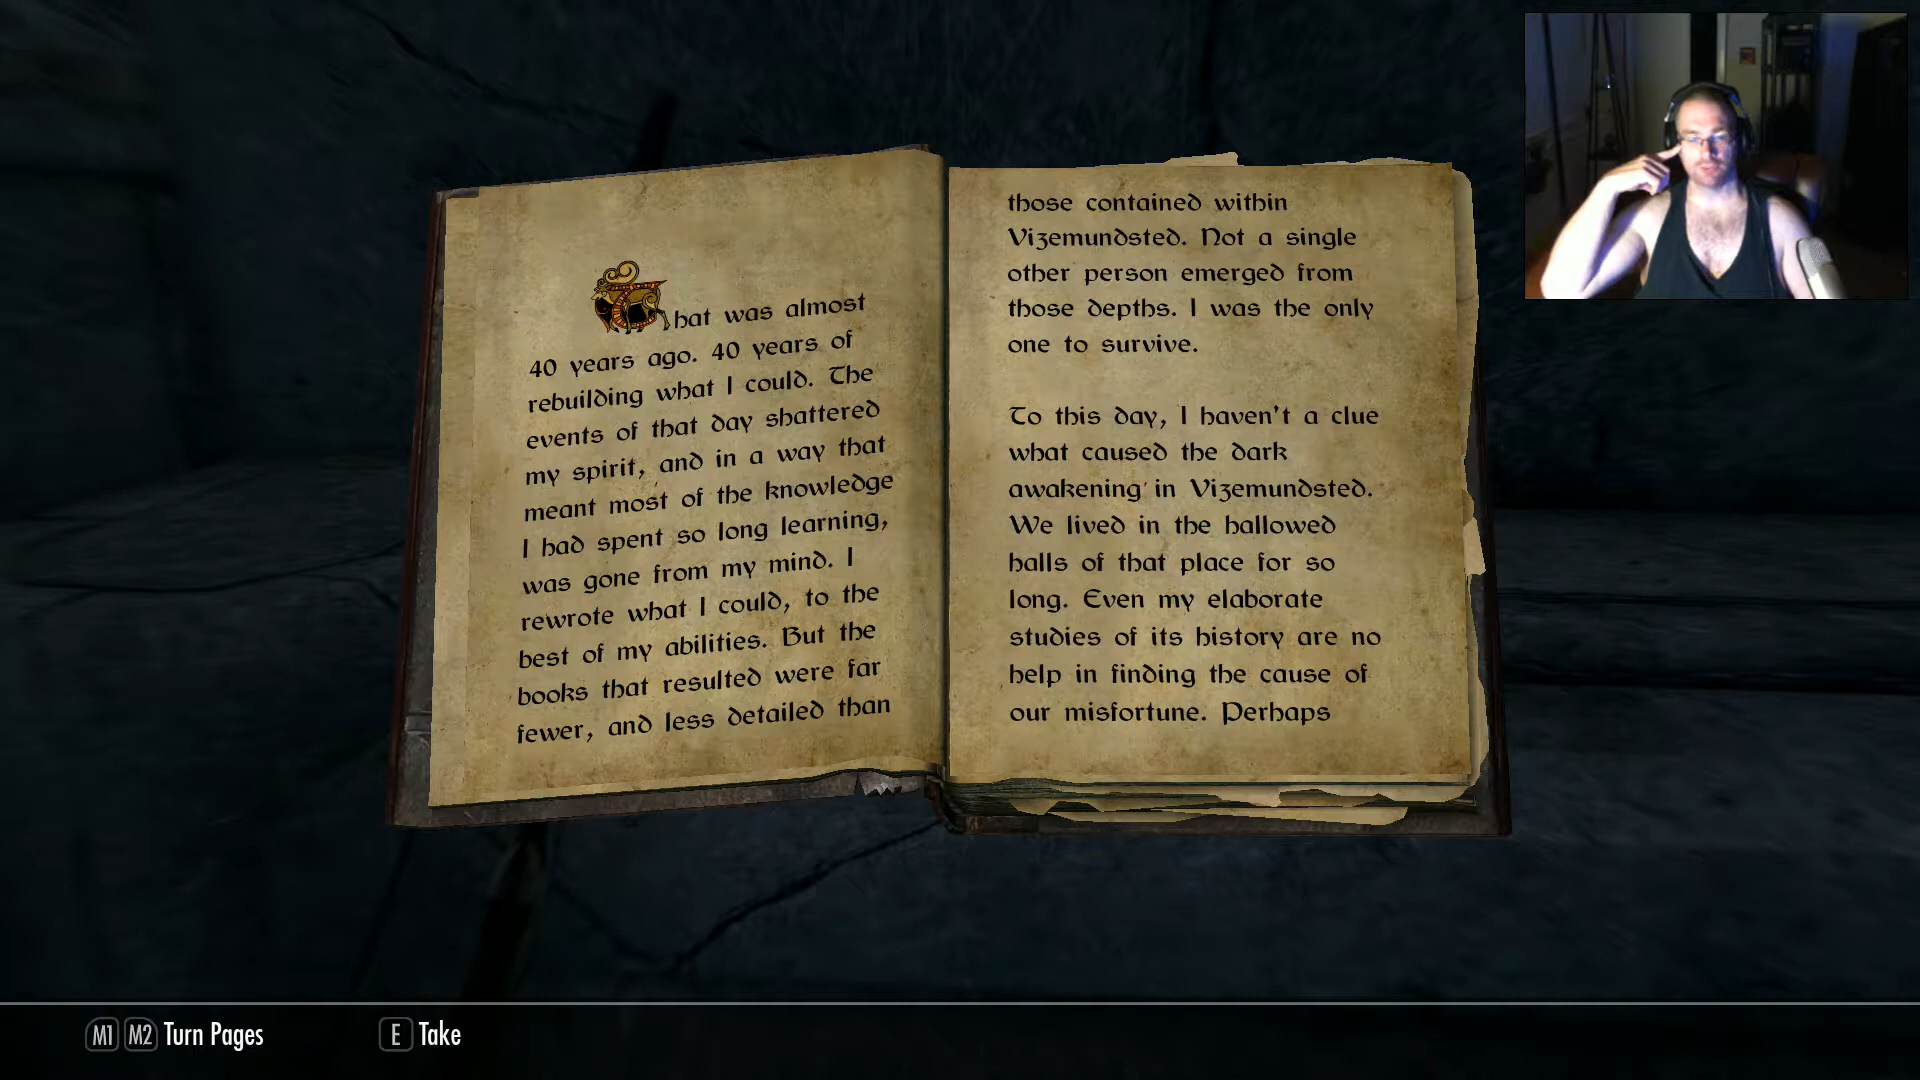 That was almost
40 years ago. 40 years of
rebuilding what I could. The
events of that day shattered
my spirit, and in a way that
meant most of the knowledge
I had spent so long learning,
was gone from my mind. I
rewrote what I could, to the
best of my abilities. But the
books that resulted were far
fewer, and less detailed than
those contained within
Vizemundsted. Not a single
other person emerged from
those depths. I was the only
one to survive.
To this day, I haven't a clue
what caused the dark
awakening in Vizemundsted.
We lived in the hallowed
halls of that place for so
long. Even my elaborate
studies of its history are no
help in finding the cause of
our misfortune. Perhaps
M1 M2 Turn Pages
E Take